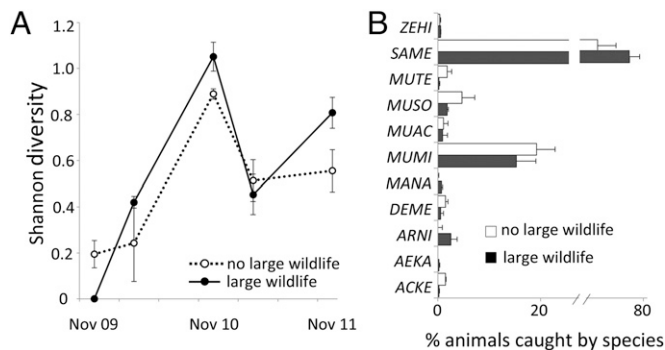 A
Shannon diversity
1.2
1.0
0.8
0.6
0.4
0.2
0
Nov 09
Nov 10
Nov 11
no large wildlife
large wildlife
B
ZEHI
SAME
MUTE
MUSO
MUAC
MUMI
MANA
DEME
ARNI
AEKA
ACKE
no large wildlife
large wildlife
0
20
80
% animals caught by species